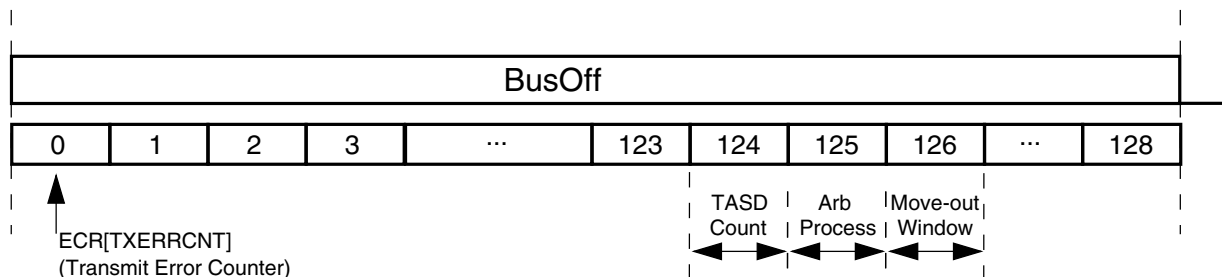 BusOff
0 1 2 3 ... 123 124 125 126 ... 128
TASD Count
Arb Process
Move-out Window
ECR[TXERRCNT]
(Transmit Error Counter)